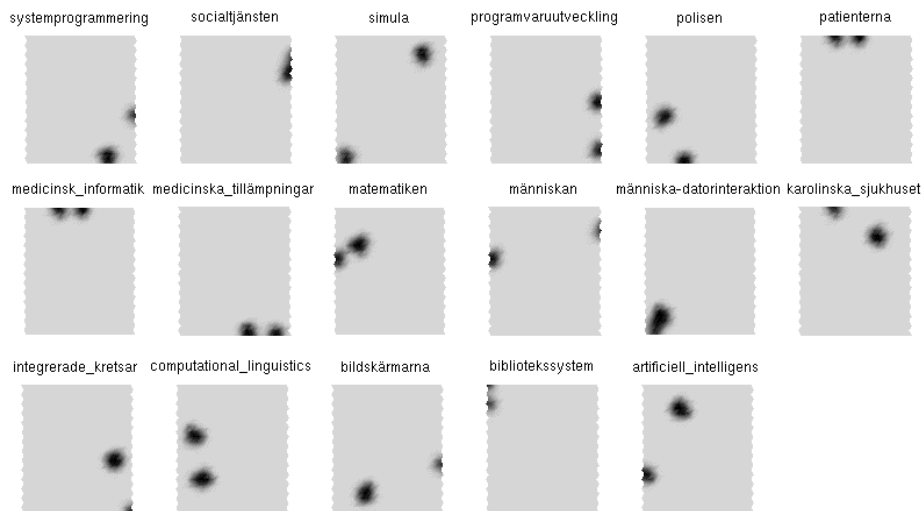 systemprogrammering socialtjänsten simula programvaruutveckling polisen patienterna
medicinsk_informatik medicinska_tillämpningar matematiken människan människa-datorinteraktion karolinska_sjukhuset
integrerade_kretsar computational_linguistics bildskärmarna bibliotekssystem artificiell_intelligens